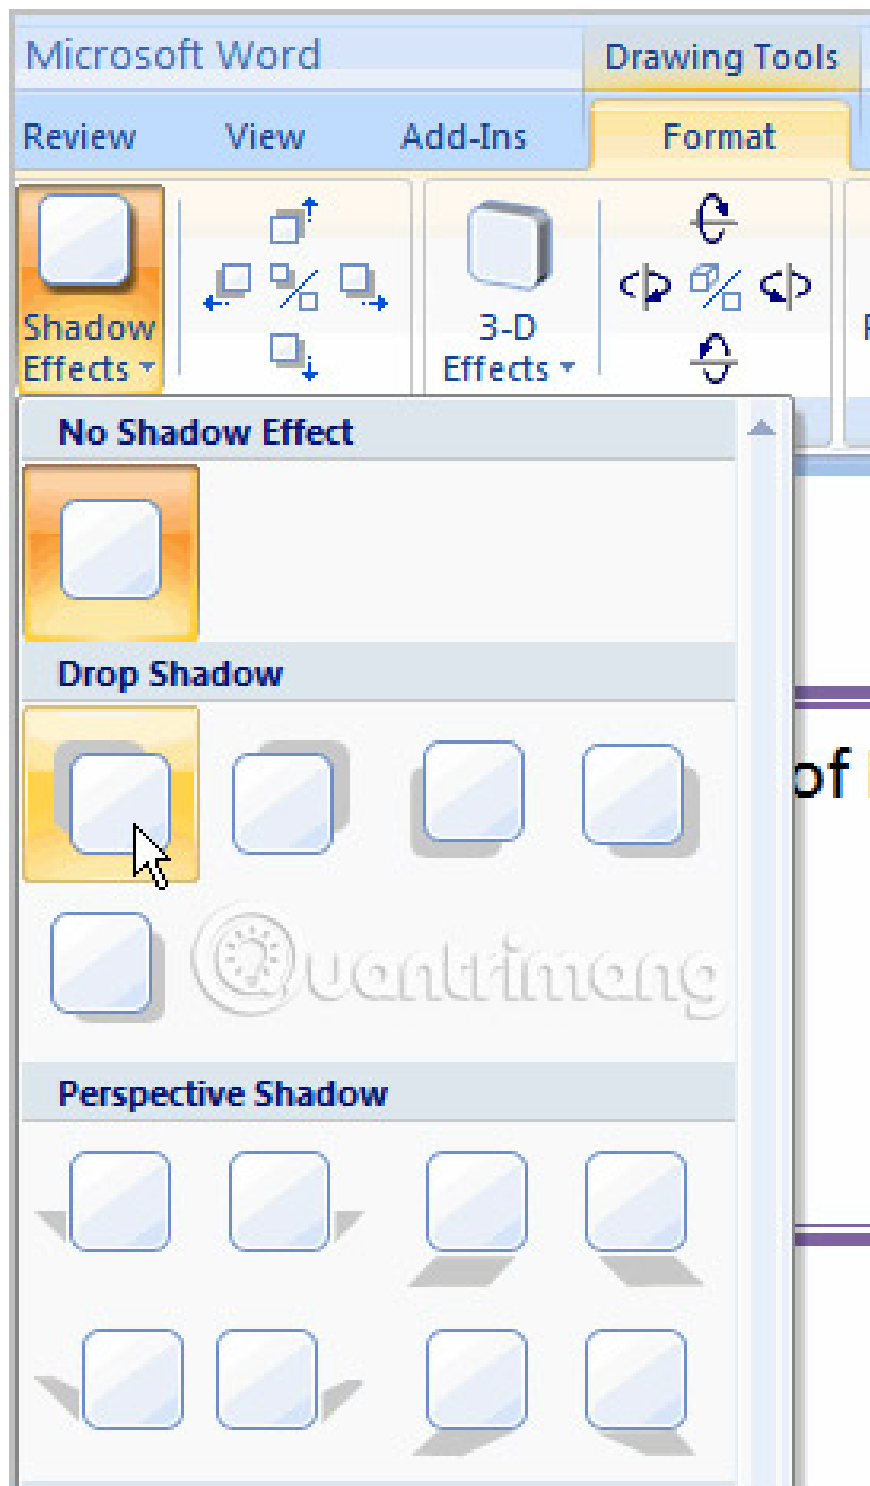 Microsoft Word
Drawing Tools
Review View Add-Ins Format
Shadow
Effects
3-D
Effects
No Shadow Effect
Drop Shadow
of
Quantrimang
Perspective Shadow